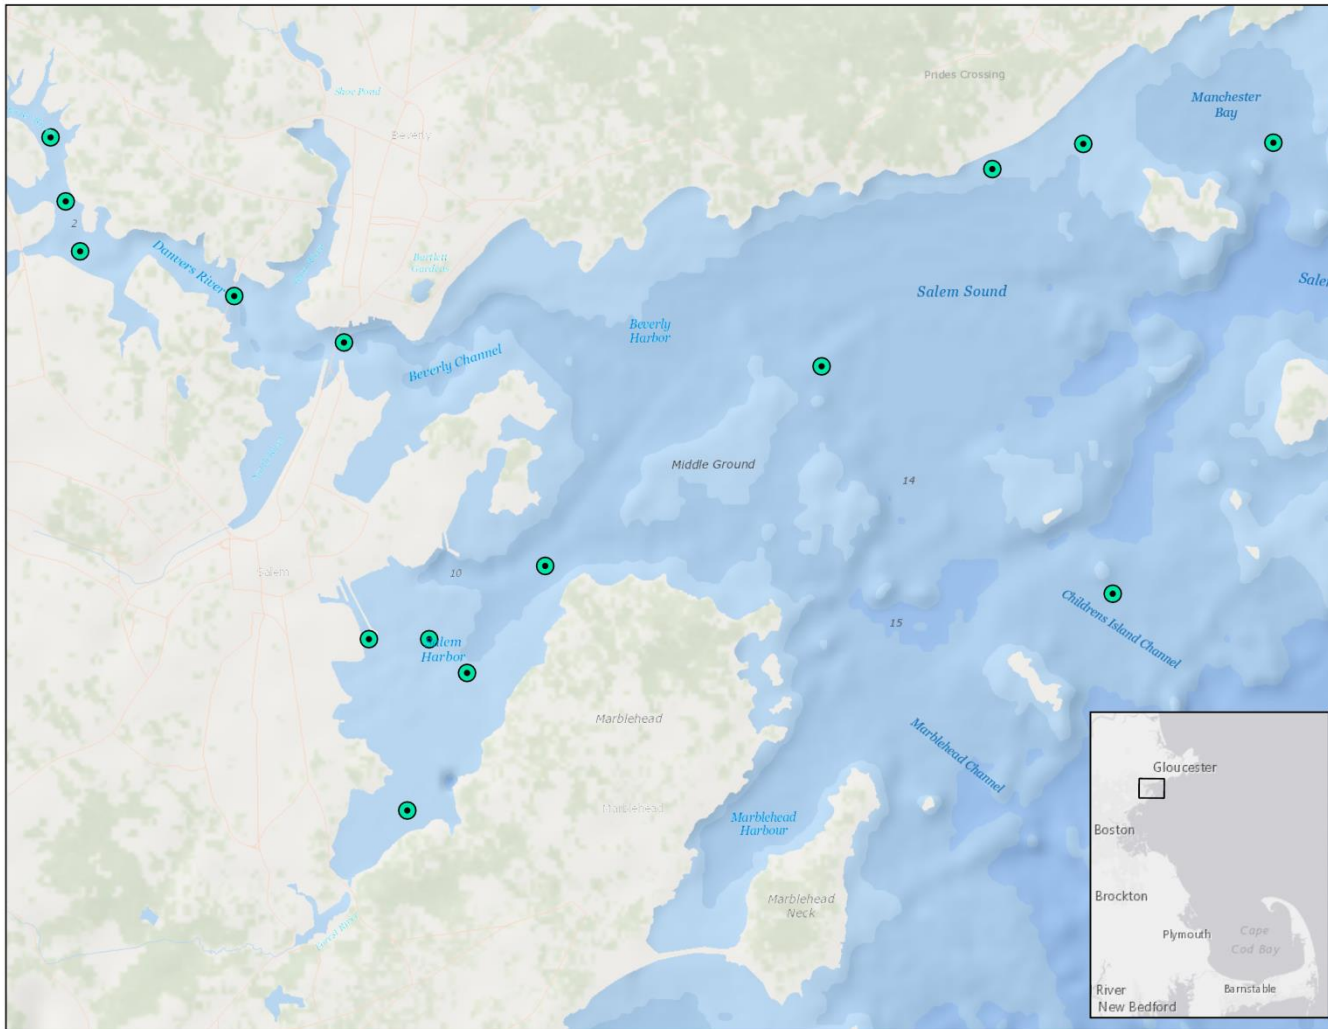 Prides Crossing
Manchester
Bay
Shoe Pond
Beverly
2
Danvers River
Bartlett
Gardens
Salem Sound
Beverly
Harbor
Beverly Channel
Middle Ground
14
10
Salem
15
Childrens Island Channel
Harbor
Marblehead
Marblehead Channel
Marblehead
Marblehead
Harbour
Marblehead
Neck
Gloucester
Boston
Brockton
Plymouth
Cape
Cod Bay
Barnstable
River
New Bedford